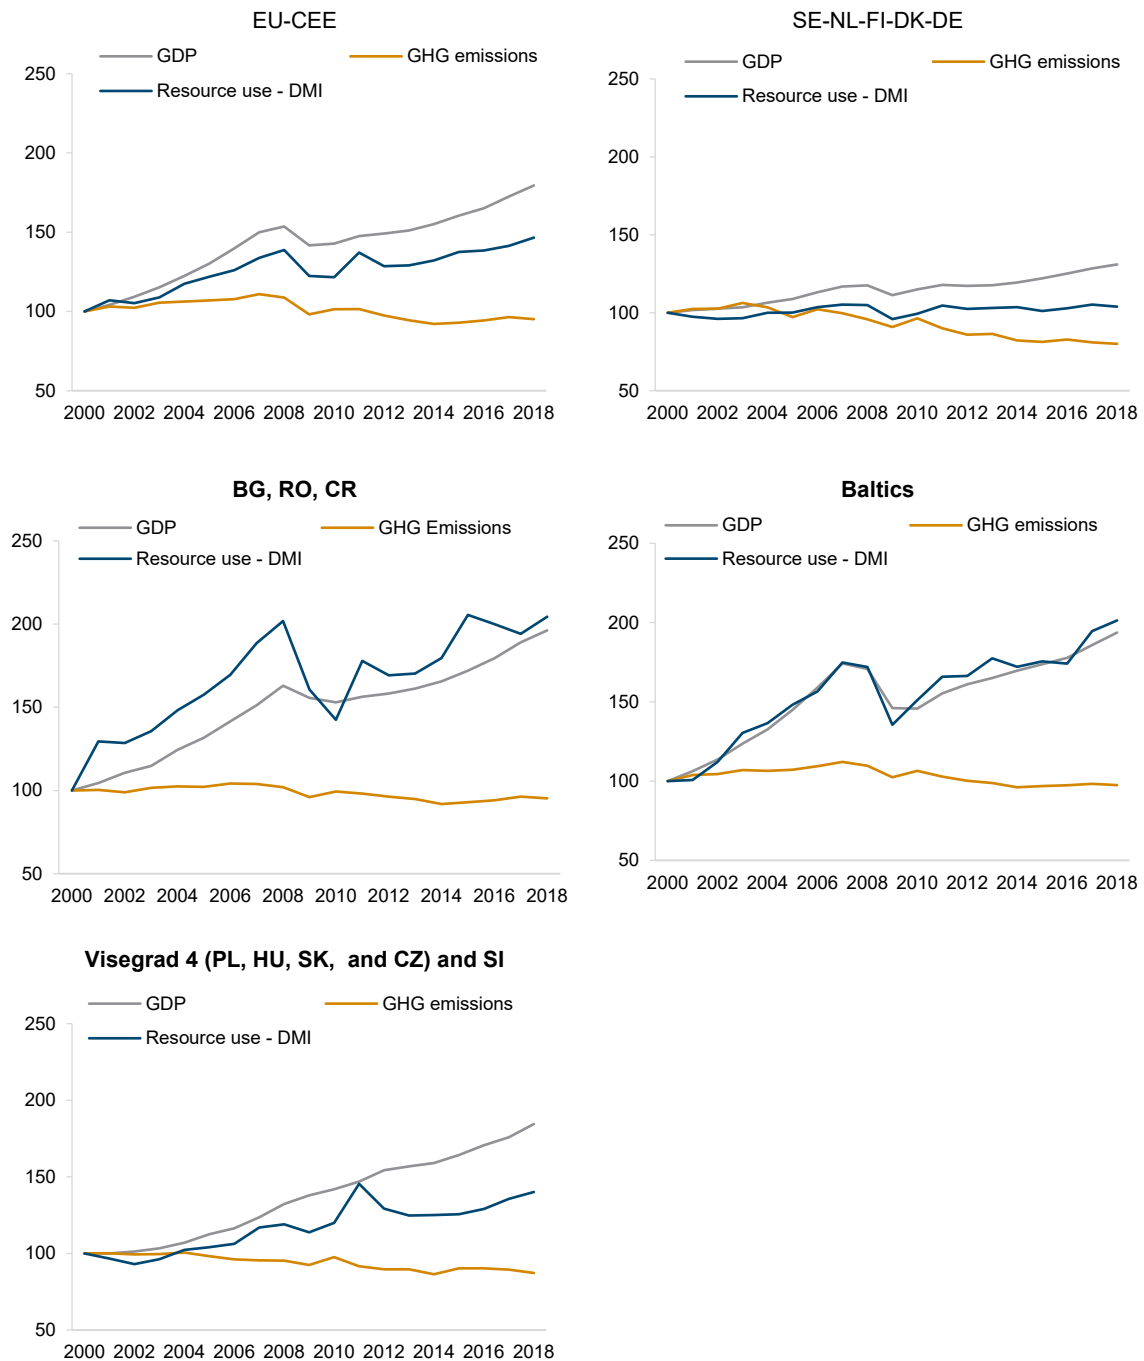 EU-CEE
GDP GHG emissions
Resource use - DMI
250
200
150
100
50
2000 2002 2004 2006 2008 2010 2012 2014 2016 2018
SE-NL-FI-DK-DE
GDP GHG emissions
Resource use - DMI
250
200
150
100
50
2000 2002 2004 2006 2008 2010 2012 2014 2016 2018
BG, RO, CR
GDP GHG Emissions
Resource use - DMI
250
200
150
100
50
2000 2002 2004 2006 2008 2010 2012 2014 2016 2018
Baltics
GDP GHG emissions
Resource use - DMI
250
200
150
100
50
2000 2002 2004 2006 2008 2010 2012 2014 2016 2018
Visegrad 4 (PL, HU, SK, and CZ) and SI
GDP GHG emissions
Resource use - DMI
250
200
150
100
50
2000 2002 2004 2006 2008 2010 2012 2014 2016 2018